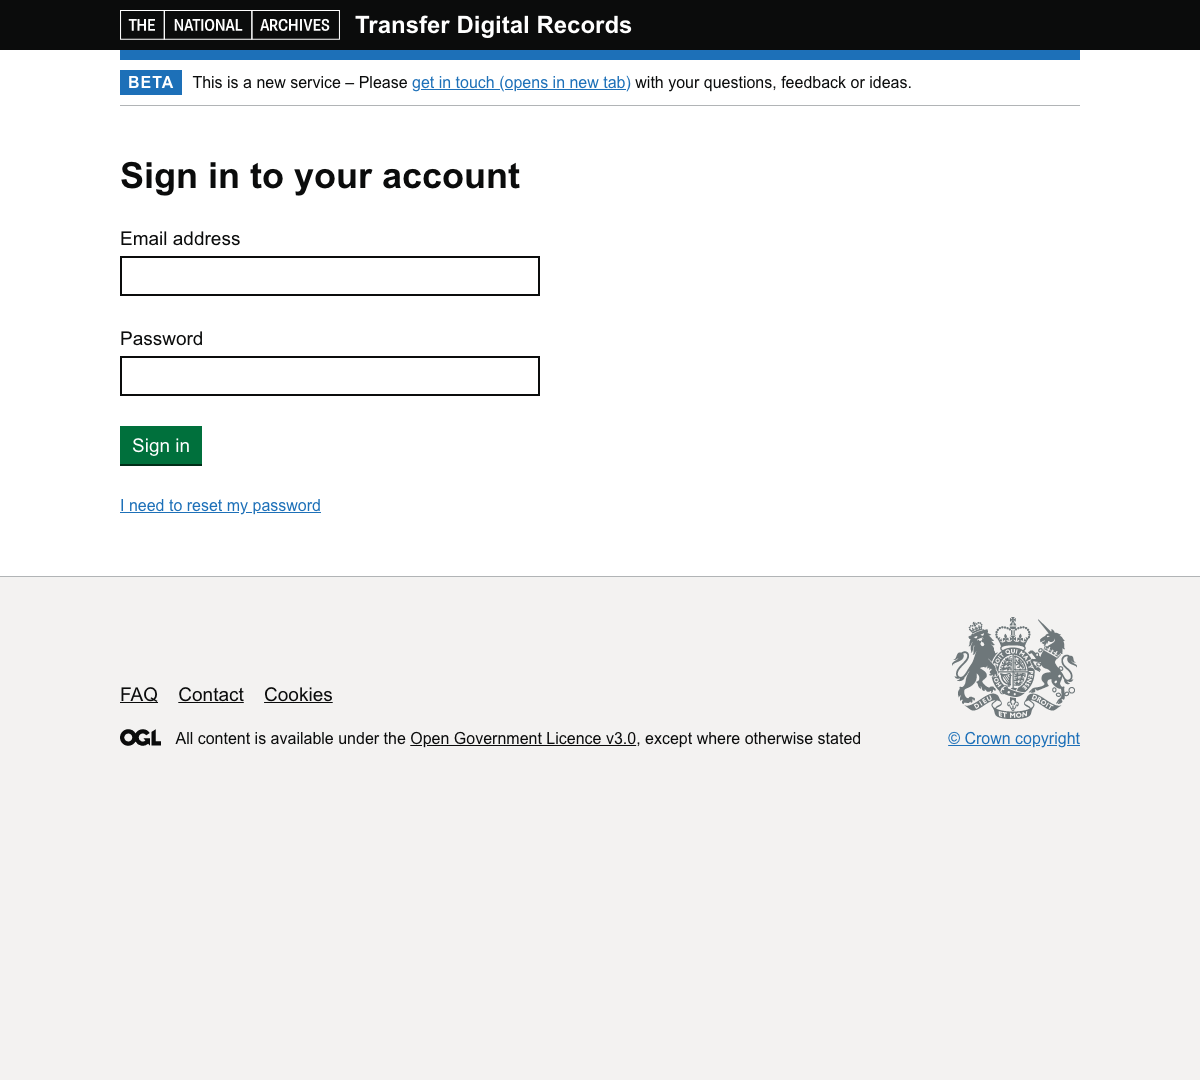 THE NATIONAL ARCHIVES Transfer Digital Records
BETA This is a new service – Please get in touch (opens in new tab) with your questions, feedback or ideas.
Sign in to your account
Email address
Password
Sign in
I need to reset my password
FAQ Contact Cookies
OGL All content is available under the Open Government Licence v3.0, except where otherwise stated
DIEU ET MON DROIT
© Crown copyright